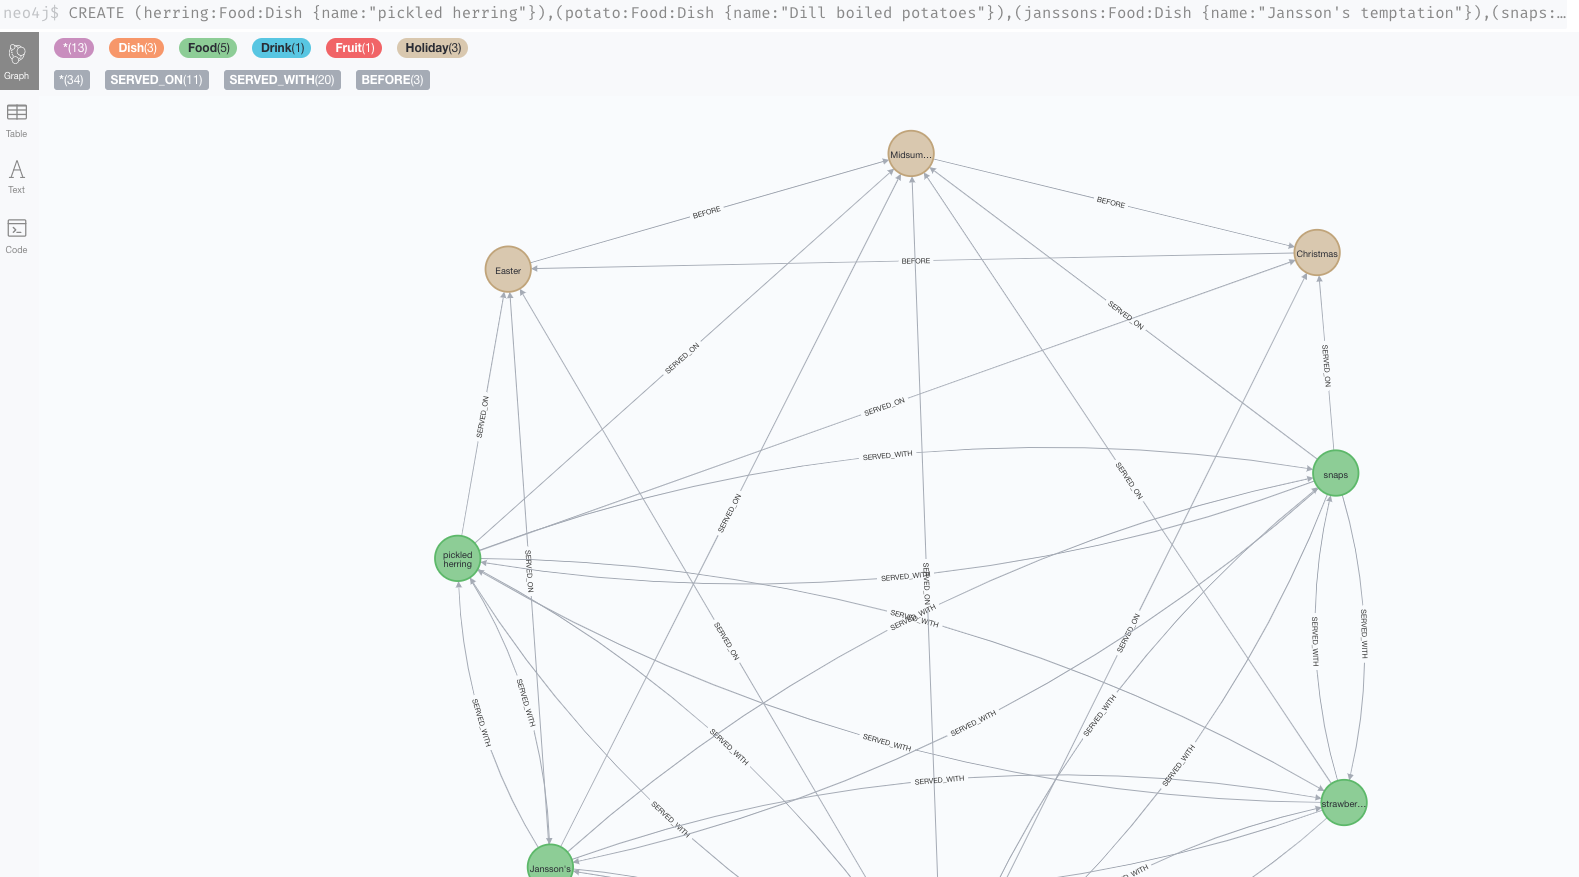 neo4j$ CREATE (herring:Food:Dish {name:"pickled herring"}),(potato:Food:Dish {name:"Dill boiled potatoes"}),(janssons:Food:Dish {name:"Jansson's temptation"}),(snaps:…
*(13) Dish(3) Food(5) Drink(1) Fruit(1) Holiday(3)
*(34) SERVED_ON(11) SERVED_WITH(20) BEFORE(3)
Graph
Table
Text
Code
Midsum…
BEFORE
BEFORE
Easter
BEFORE
Christmas
SERVED_ON
SERVED_ON
SERVED_ON
SERVED_ON
SERVED_ON
SERVED_WITH
snaps
SERVED_ON
SERVED_ON
pickled
herring
SERVED_ON
SERVED_WITH
SERVED_ON
SERVED_WITH
SERVED_WITH
SERVED_ON
SERVED_ON
SERVED_WITH
SERVED_WITH
SERVED_WITH
SERVED_WITH
SERVED_WITH
SERVED_WITH
SERVED_WITH
SERVED_WITH
SERVED_WITH
SERVED_WITH
strawber…
SERVED_WITH
Jansson's
D_WITH